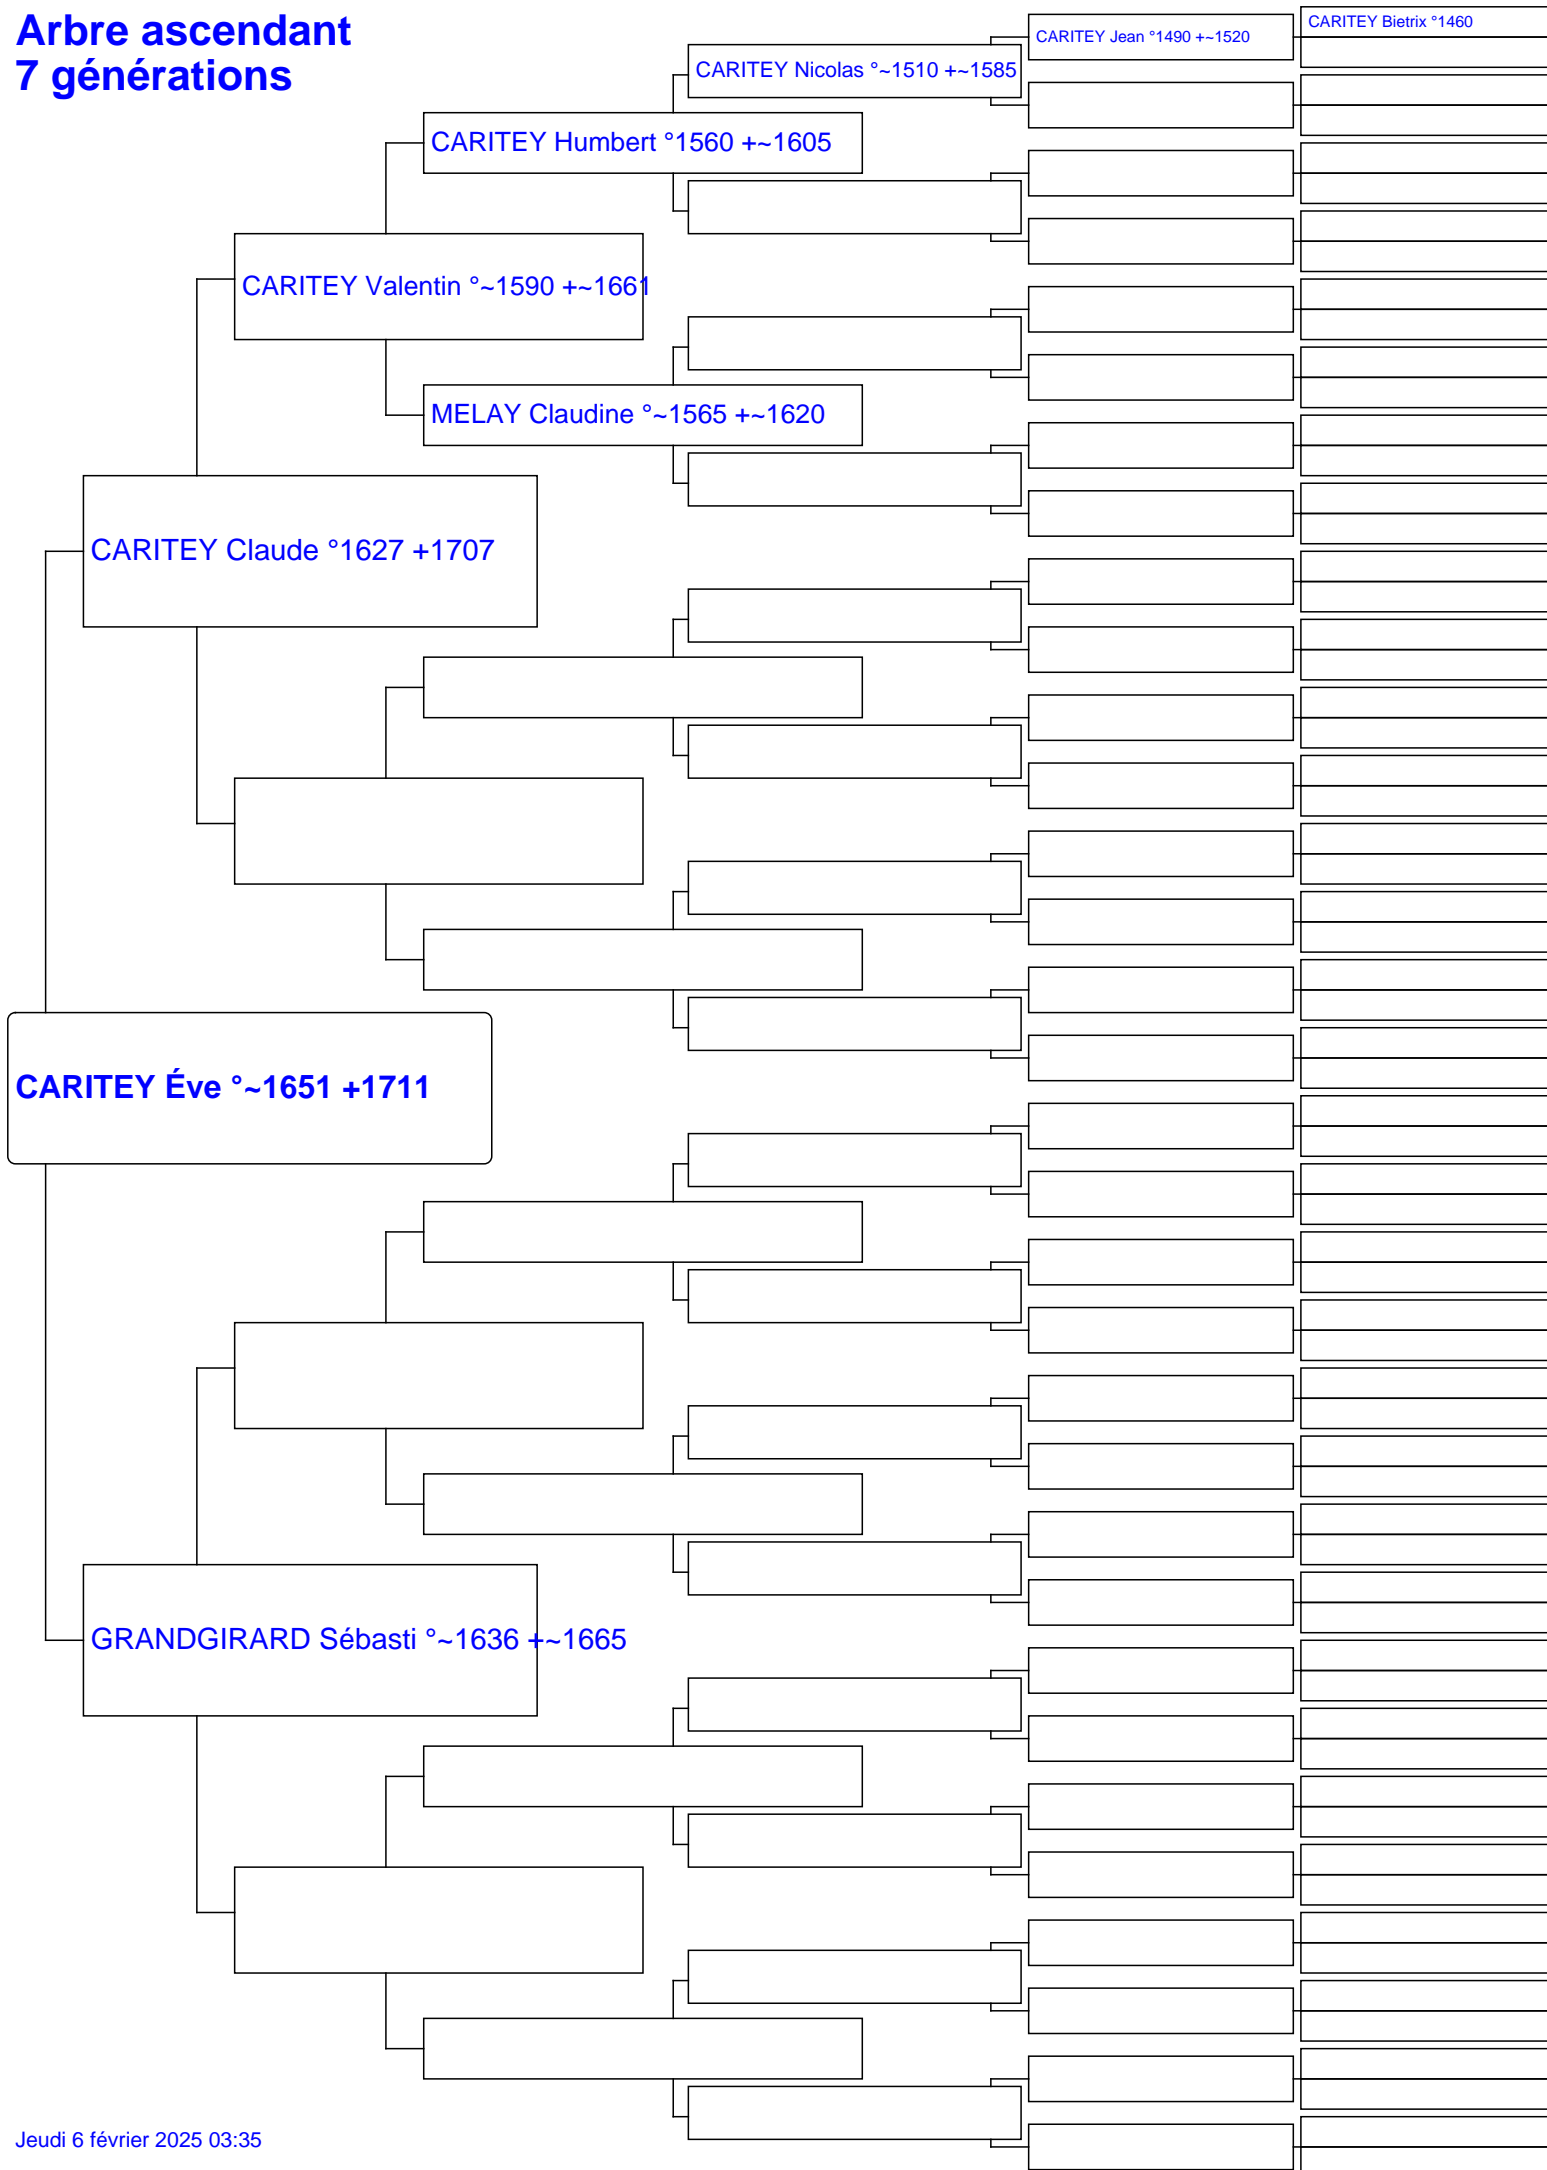 Arbre ascendant
7 générations
CARITEY Bietrix °1460
CARITEY Jean °1490 +~1520
CARITEY Nicolas °~1510 +~1585
CARITEY Humbert °1560 +~1605
CARITEY Valentin °~1590 +~1661
MELAY Claudine °~1565 +~1620
CARITEY Claude °1627 +1707
CARITEY Éve °~1651 +1711
GRANDGIRARD Sébasti °~1636 +~1665
Jeudi 6 février 2025 03:35